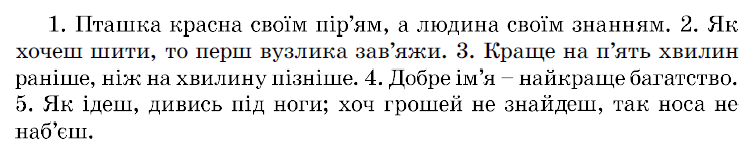 1. Пташка красна своїм пір’ям, а людина своїм знанням. 2. Як
хочеш шити, то перш вузлика зав’яжи. 3. Краще на п’ять хвилин
раніше, ніж на хвилину пізніше. 4. Добре ім’я – найкраще багатство.
5. Як ідеш, дивись під ноги; хоч грошей не знайдеш, так носа не
наб’єш.